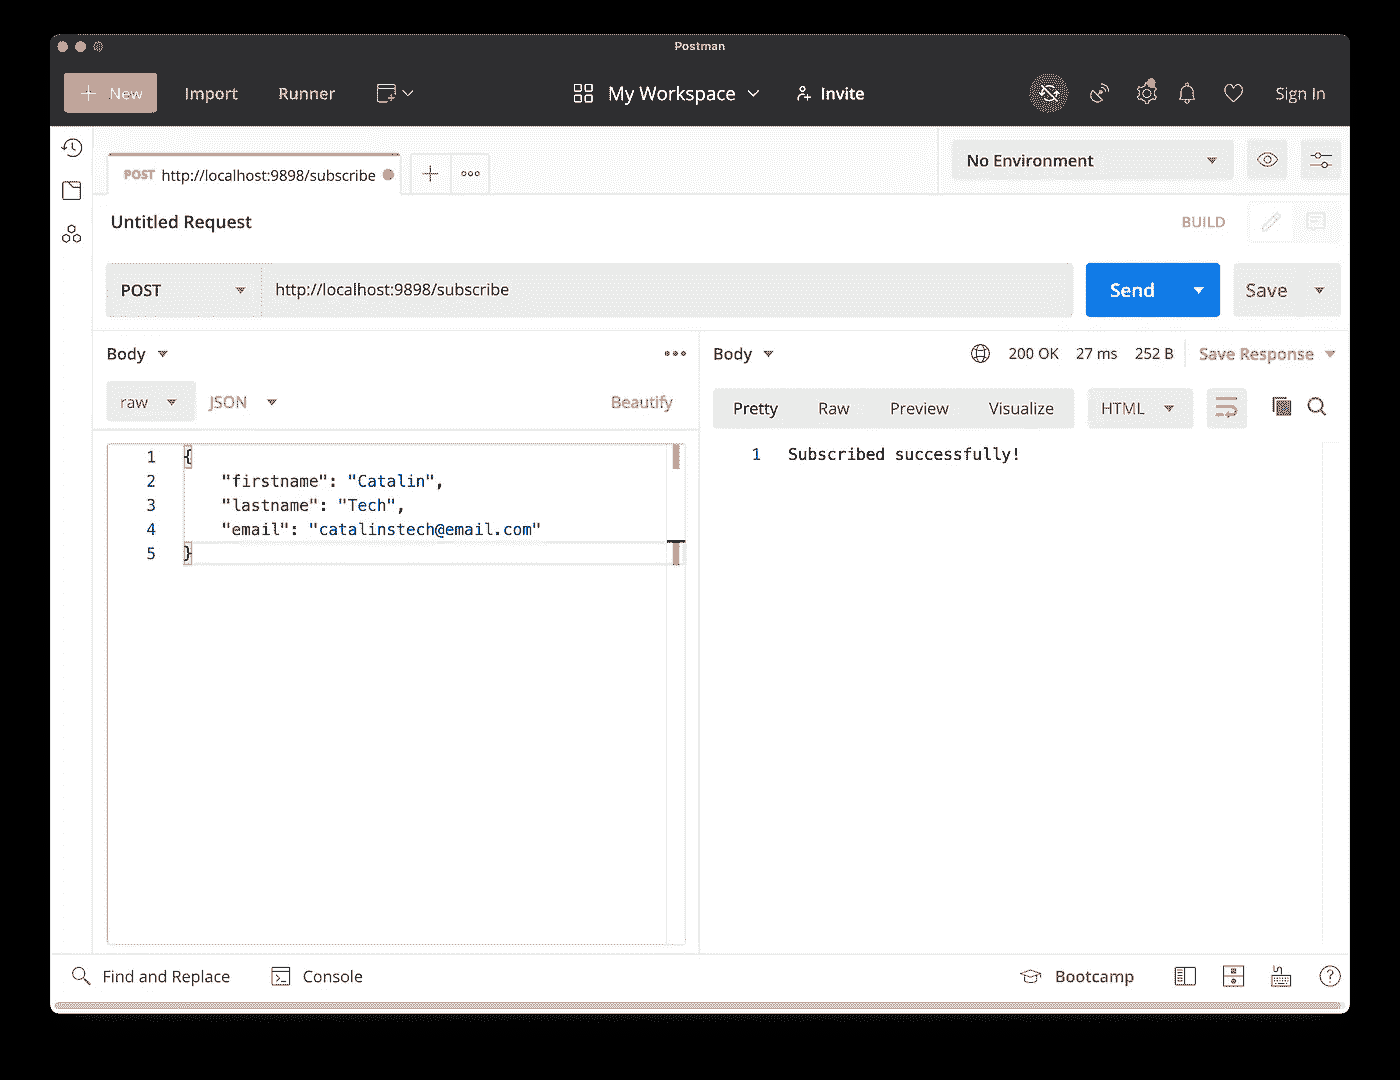 Postman
New Import Runner My Workspace Invite Sign In
POST http://localhost:9898/subscribe No Environment
Untitled Request BUILD
POST http://localhost:9898/subscribe Send Save
Body Body 200 OK 27 ms 252 B Save Response
raw JSON Beautify Pretty Raw Preview Visualize HTML
1 {
2 "firstname": "Catalin",
3 "lastname": "Tech",
4 "email": "catalinstech@email.com"
5 }
1 Subscribed successfully!
Find and Replace Console Bootcamp